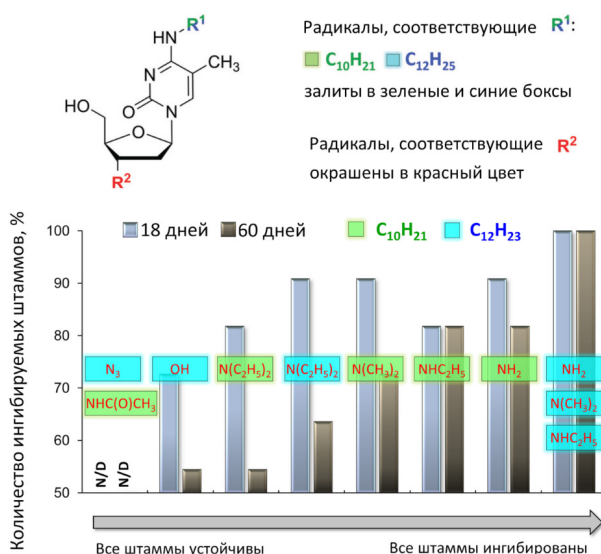 Радикалы, соответствующие R¹:
C₁₀H₂₁ C₁₂H₂₅
залиты в зеленые и синие боксы
Радикалы, соответствующие R²
окрашены в красный цвет
HN R¹
N CH₃
O N
HO
O
R²
Количество ингибируемых штаммов, %
18 дней 60 дней C₁₀H₂₁ C₁₂H₂₃
100
90
80
70
60
50
N₃ OH N(C₂H₅)₂ N(C₂H₅)₂ N(CH₃)₂ NHC₂H₅ NH₂ NH₂
NHC(O)CH₃ N(CH₃)₂
NHC₂H₅
N/D N/D
Все штаммы устойчивы Все штаммы ингибированы